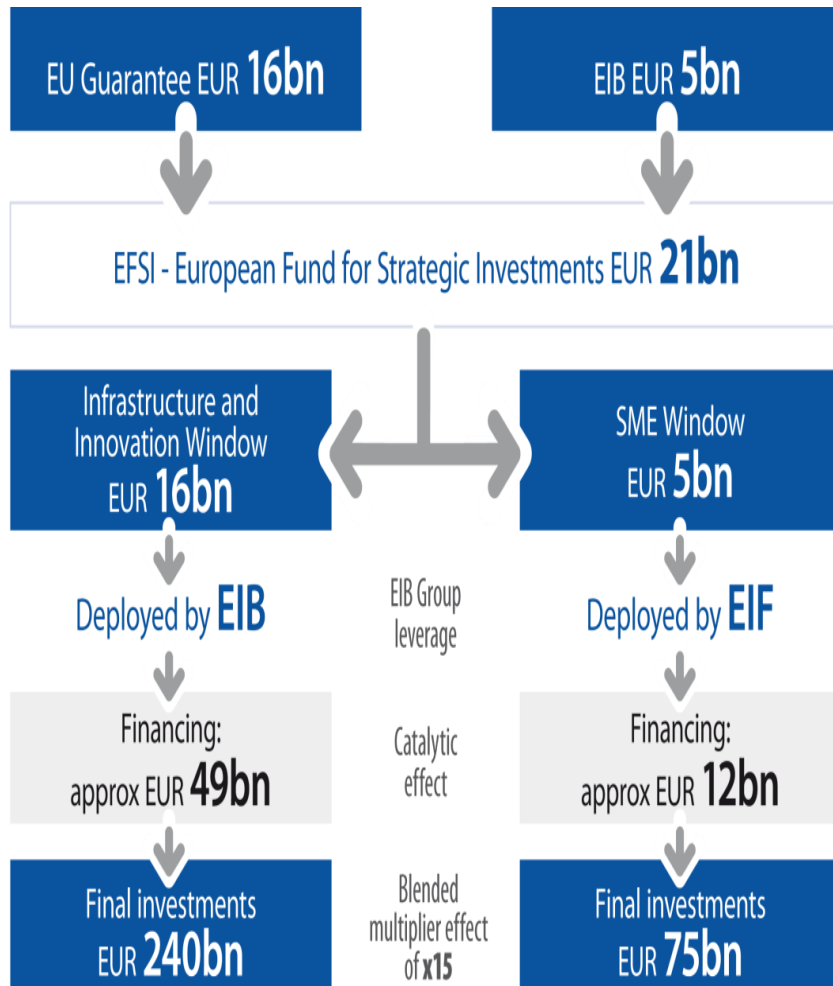 EU Guarantee EUR 16bn
EIB EUR 5bn
EFSI - European Fund for Strategic Investments EUR 21bn
Infrastructure and
Innovation Window
EUR 16bn
SME Window
EUR 5bn
Deployed by EIB
EIB Group
leverage
Deployed by EIF
Financing:
approx EUR 49bn
Catalytic
effect
Financing:
approx EUR 12bn
Final investments
EUR 240bn
Blended
multiplier effect
of x15
Final investments
EUR 75bn